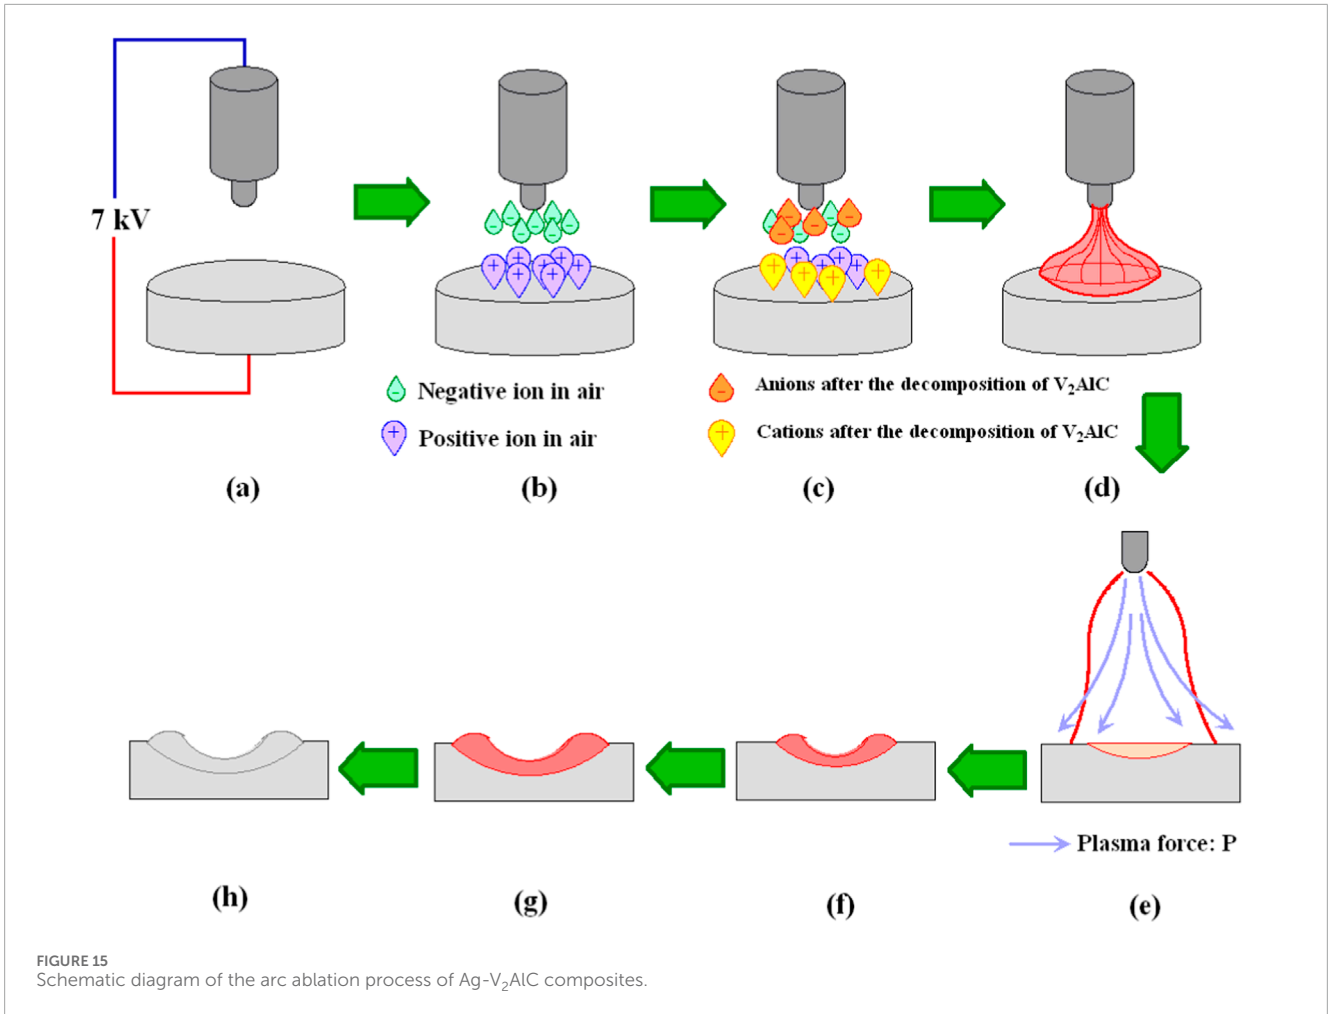 7 kV
Negative ion in air
Positive ion in air
Anions after the decomposition of V₂AlC
Cations after the decomposition of V₂AlC
(a)
(b)
(c)
(d)
Plasma force: P
(h)
(g)
(f)
(e)
FIGURE 15
Schematic diagram of the arc ablation process of Ag-V₂AlC composites.